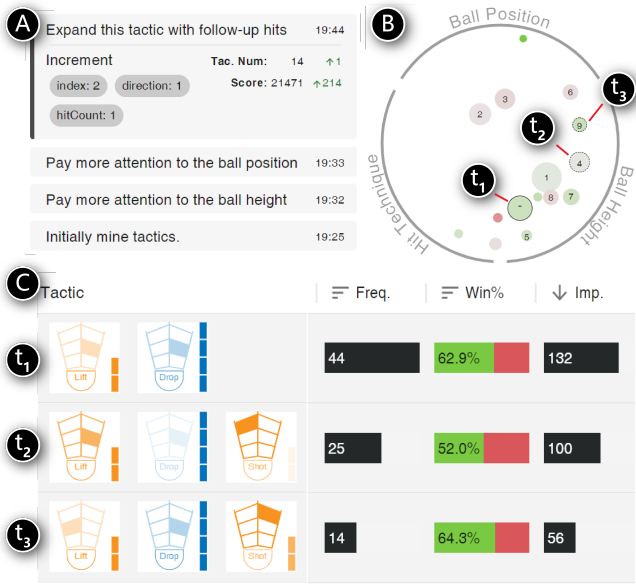 A
Expand this tactic with follow-up hits 19:44
Increment Tac. Num: 14 ↑1
index: 2 direction: 1 Score: 21471 ↑214
hitCount: 1
Pay more attention to the ball position 19:33
Pay more attention to the ball height 19:32
Initially mine tactics. 19:25
B
Ball Position
Hit Technique
Ball Height
6
3
2
9
4
1
-
8
7
5
t1
t2
t3
C
Tactic Freq. Win% Imp.
t1 Lift Drop 44 62.9% 132
t2 Lift Drop Shot 25 52.0% 100
t3 Lift Drop Shot 14 64.3% 56